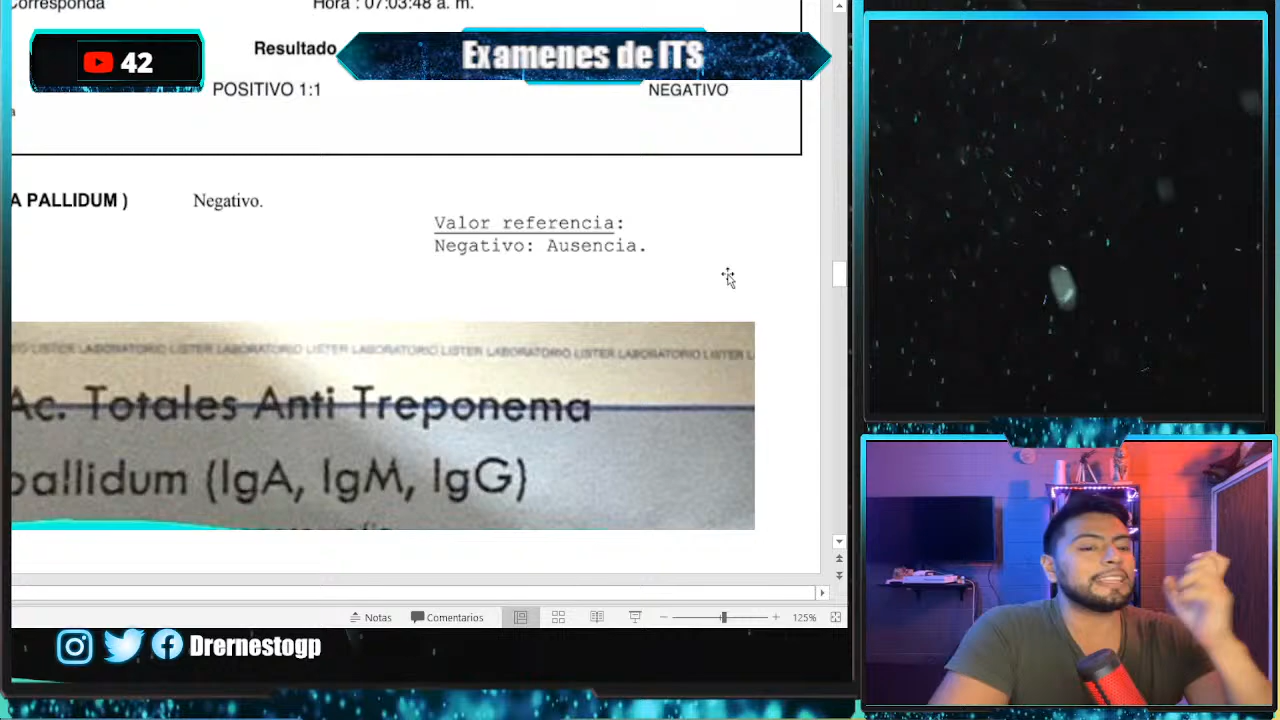 Corresponda
Hora : 07:03:48 a. m.
42
Examenes de ITS
Resultado
POSITIVO 1:1
NEGATIVO
a
A PALLIDUM )
Negativo.
Valor referencia:
Negativo: Ausencia.
LISTER LABORATORIO LISTER LABORATORIO LISTER LABORATORIO LISTER LABORATORIO LISTER LABORATORIO LISTER L
Ac. Totales Anti Treponema
pallidum (IgA, IgM, IgG)
Notas
Comentarios
125%
Drernestogp